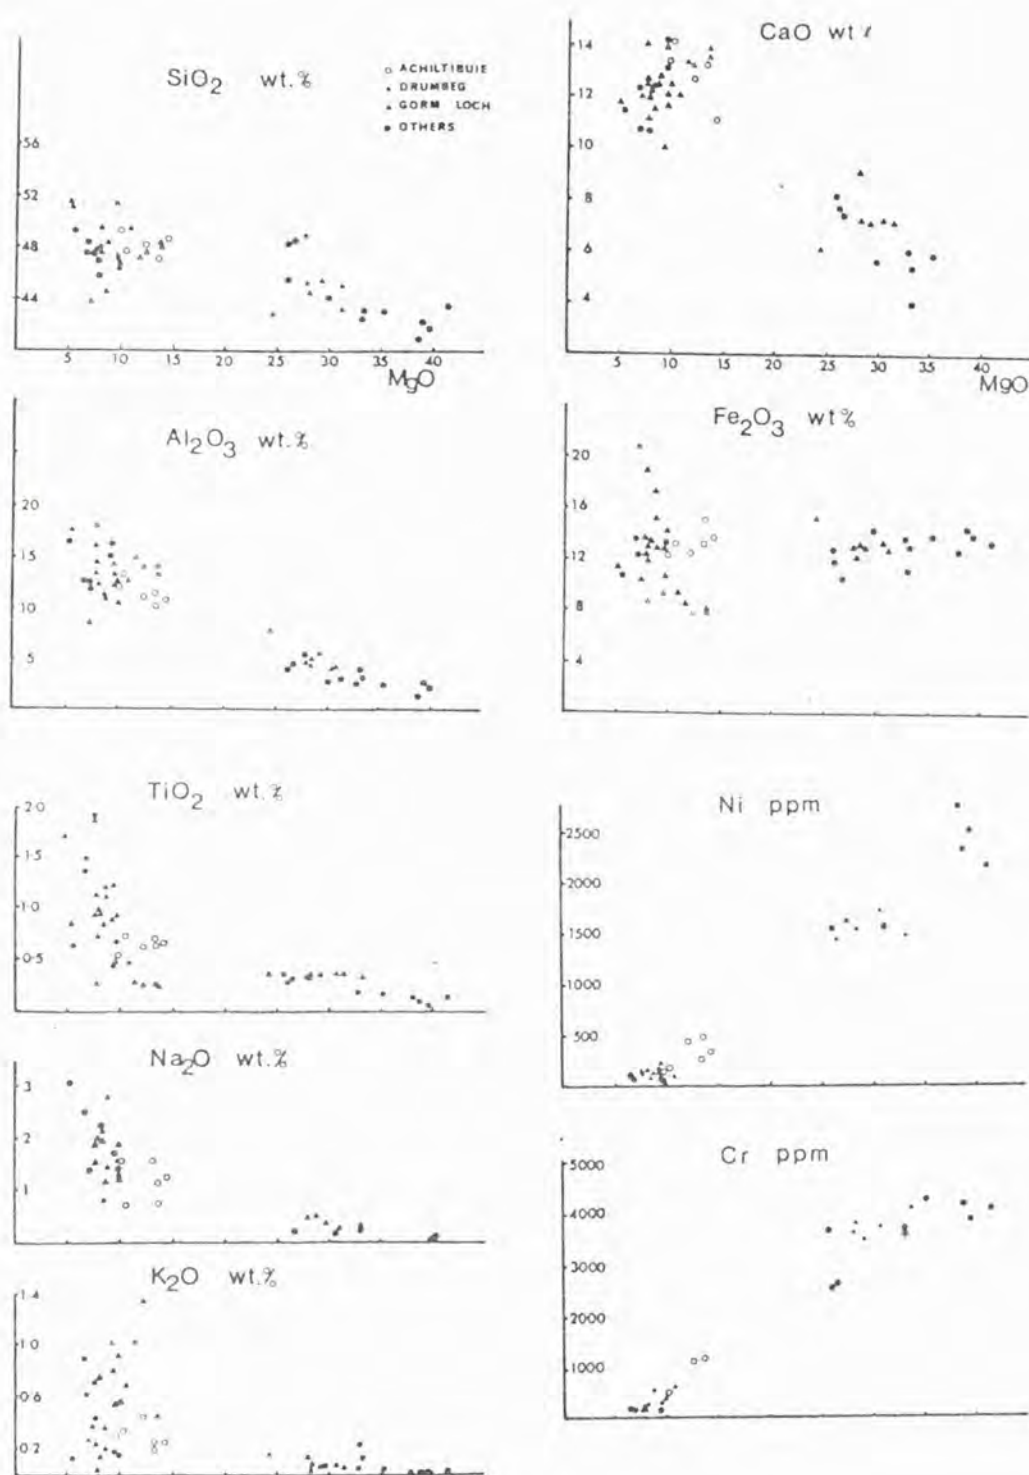 SiO2 wt.%
ACHILTIBUIE
DRUMBEG
GORM LOCH
OTHERS
56
52
48
44
5 10 15 20 25 30 35 40
MgO
CaO wt %
14
12
10
8
6
4
5 10 15 20 25 30 35 40
MgO
Al2O3 wt.%
20
15
10
5
Fe2O3 wt%
20
16
12
8
4
TiO2 wt.%
2·0
1·5
1·0
0·5
Ni ppm
2500
2000
1500
1000
500
Na2O wt.%
3
2
1
Cr ppm
5000
4000
3000
2000
1000
K2O wt.%
1·4
1·0
0·6
0·2